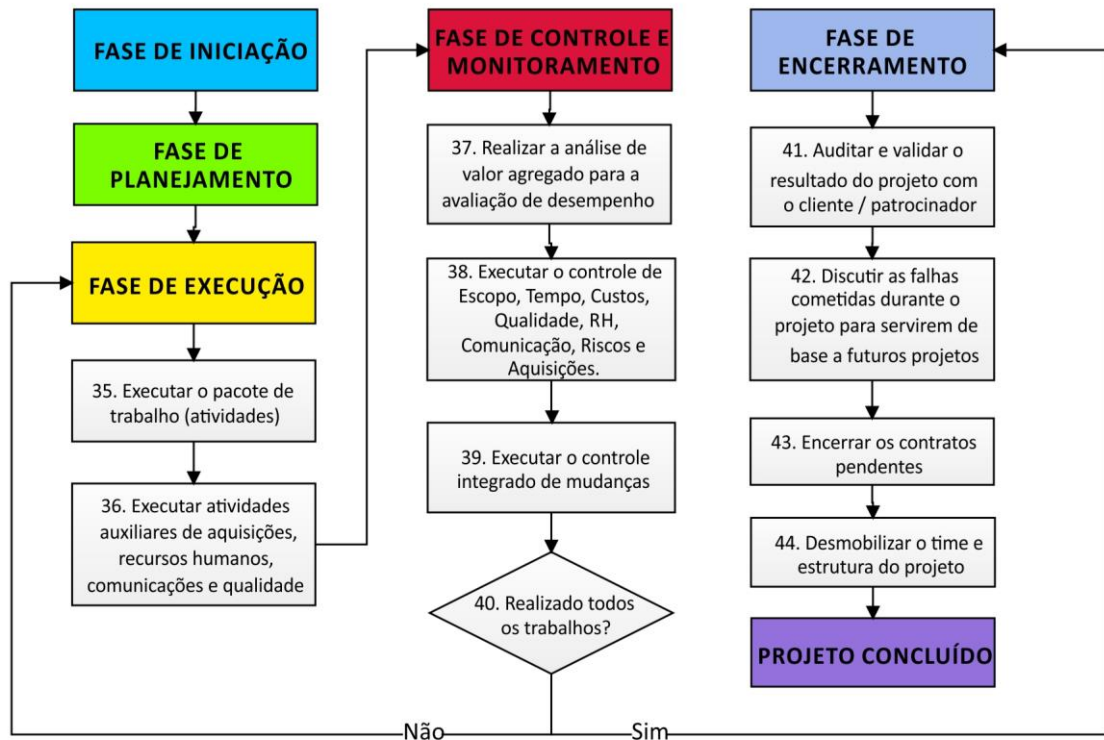 FASE DE INICIAÇÃO
FASE DE
PLANEJAMENTO
FASE DE EXECUÇÃO
35. Executar o pacote de
trabalho (atividades)
36. Executar atividades
auxiliares de aquisições,
recursos humanos,
comunicações e qualidade
FASE DE CONTROLE E
MONITORAMENTO
37. Realizar a análise de
valor agregado para a
avaliação de desempenho
38. Executar o controle de
Escopo, Tempo, Custos,
Qualidade, RH,
Comunicação, Riscos e
Aquisições.
39. Executar o controle
integrado de mudanças
40. Realizado todos
os trabalhos?
Não
Sim
FASE DE
ENCERRAMENTO
41. Auditar e validar o
resultado do projeto com
o cliente / patrocinador
42. Discutir as falhas
cometidas durante o
projeto para servirem de
base a futuros projetos
43. Encerrar os contratos
pendentes
44. Desmobilizar o time e
estrutura do projeto
PROJETO CONCLUÍDO